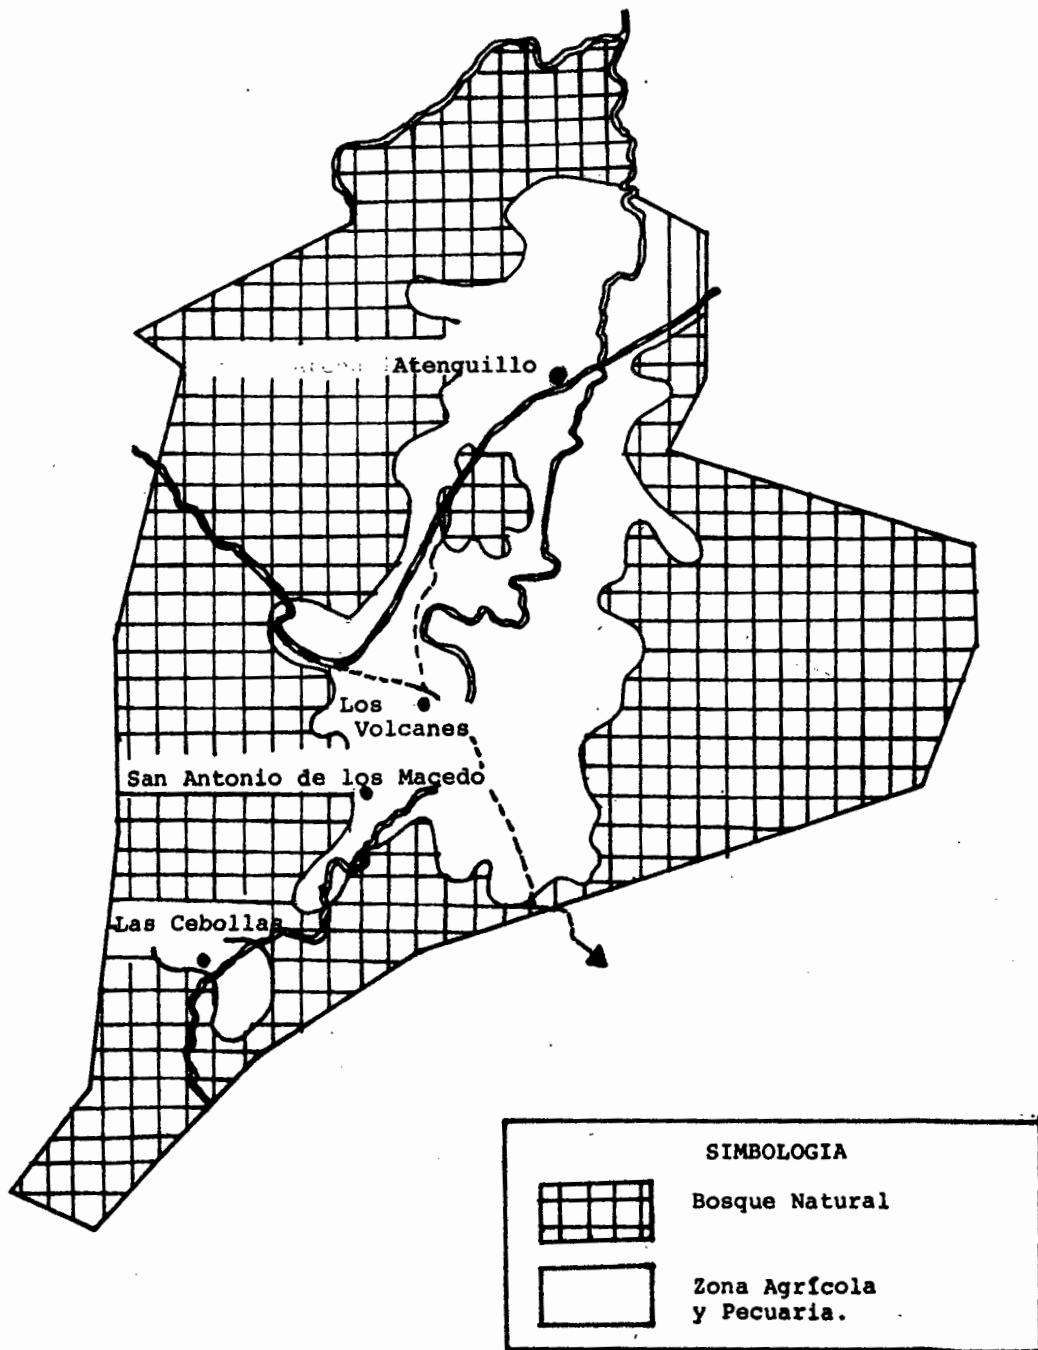 Atenguillo
Los
Volcanes
San Antonio de los Macedo
Las Cebollas
SIMBOLOGIA
Bosque Natural
Zona Agrícola
y Pecuaria.